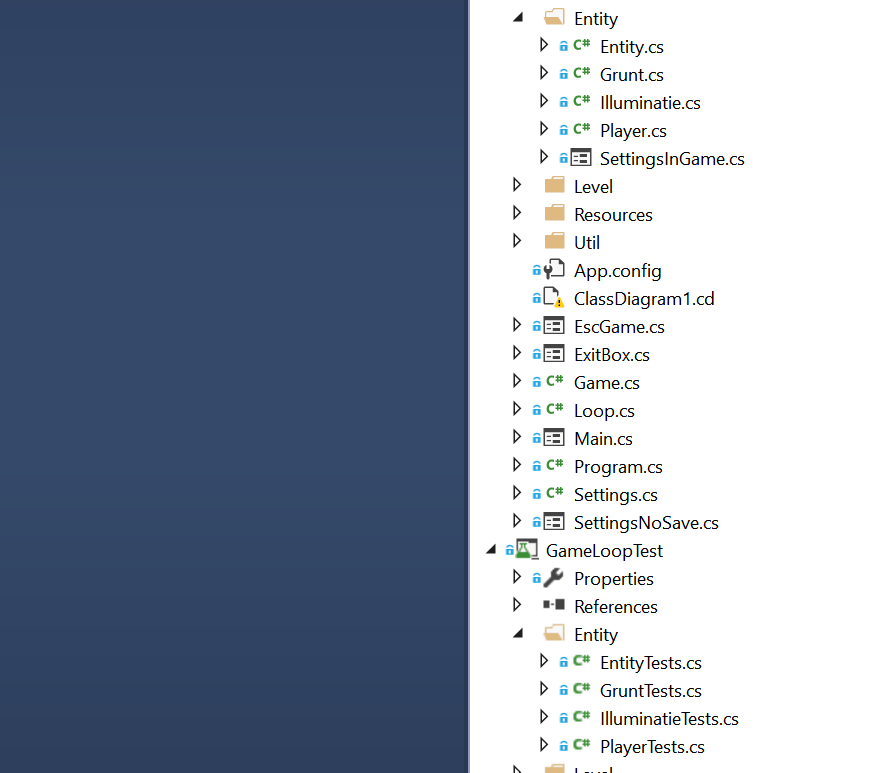 Entity
C# Entity.cs
C# Grunt.cs
C# Illuminatie.cs
C# Player.cs
SettingsInGame.cs
Level
Resources
Util
App.config
ClassDiagram1.cd
EscGame.cs
ExitBox.cs
C# Game.cs
C# Loop.cs
Main.cs
C# Program.cs
C# Settings.cs
SettingsNoSave.cs
GameLoopTest
Properties
References
Entity
C# EntityTests.cs
C# GruntTests.cs
C# IlluminatieTests.cs
C# PlayerTests.cs
Level